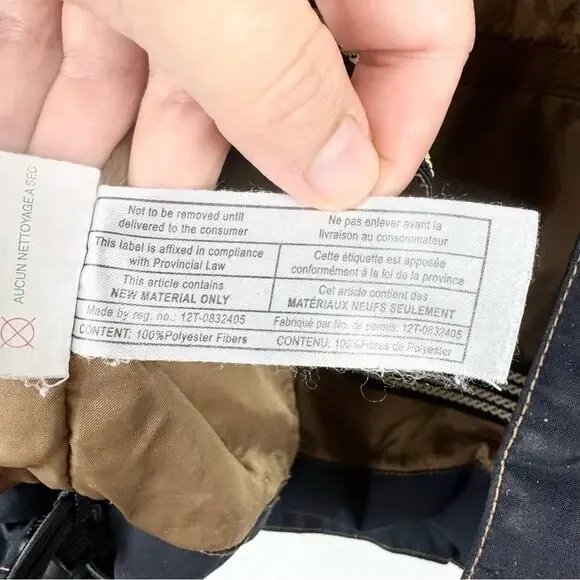 AUCUN NETTOYAGE A SEC
Not to be removed until
delivered to the consumer
Ne pas enlever avant la
livraison au consommateur
This label is affixed in compliance
with Provincial Law
Cette étiquette est apposée
conformément à la loi de la province
This article contains
NEW MATERIAL ONLY
Cet article contient des
MATÉRIAUX NEUFS SEULEMENT
Made by reg. no.: 12T-0832405
Fabriqué par No. de permis: 12T-0832405
CONTENT: 100%Polyester Fibers
CONTENU: 100%Fibres de Polyester